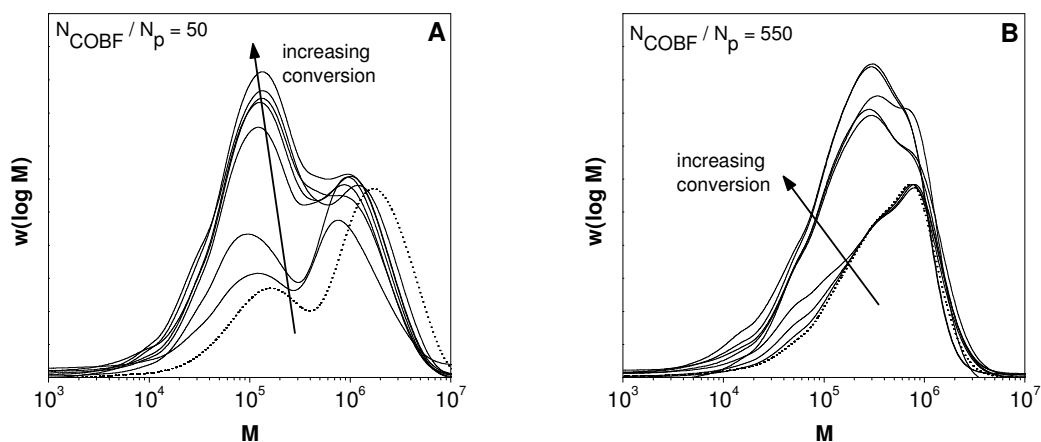 N_COBF / N_p = 50
A
increasing
conversion
w(log M)
10^3
10^4
10^5
10^6
10^7
M
N_COBF / N_p = 550
B
increasing
conversion
w(log M)
10^3
10^4
10^5
10^6
10^7
M